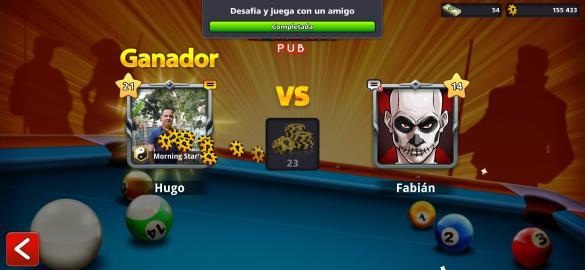 Desafía y juega con un amigo
Completada
54
155 433
PUB
Ganador
21
VS
14
Morning Star's
23
Hugo
Fabián
14
1
2
3